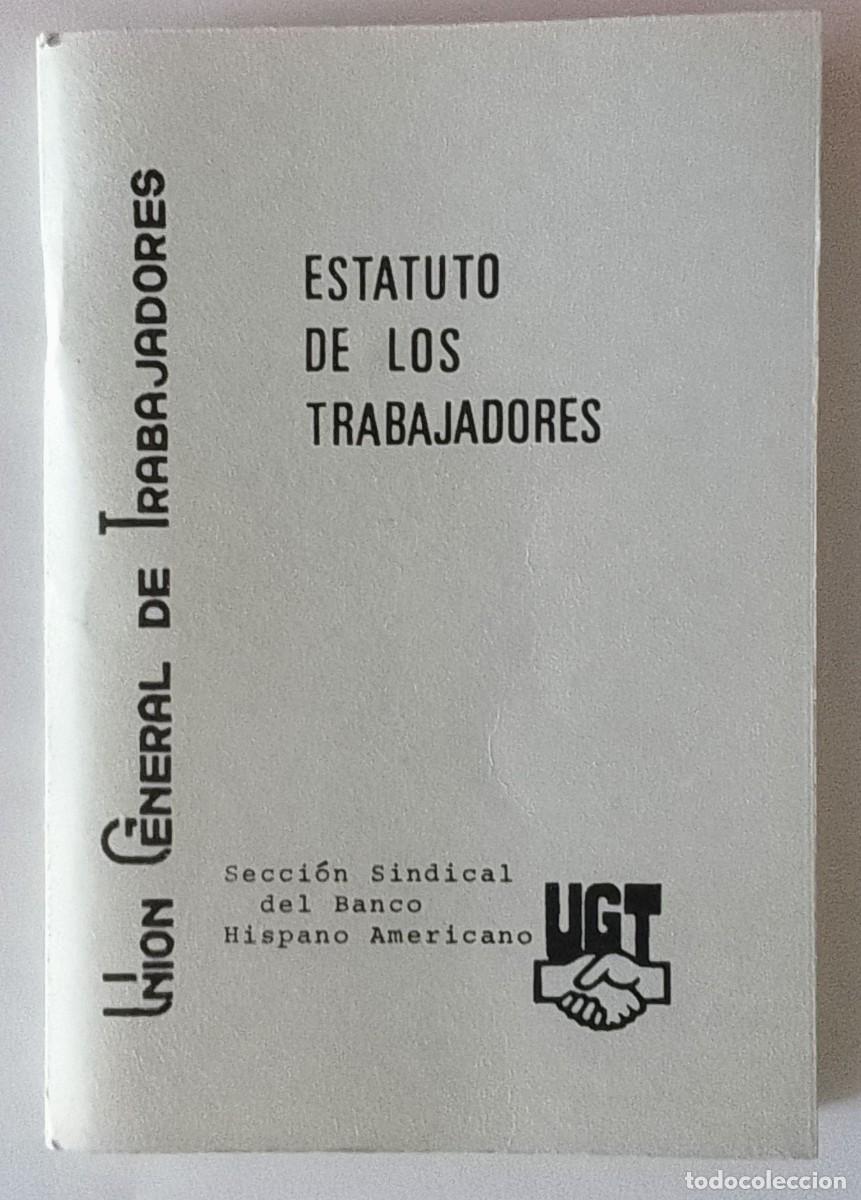 UNION GENERAL DE TRABAJADORES
ESTATUTO
DE LOS
TRABAJADORES
Sección Sindical
del Banco
Hispano Americano
UGT
todocoleccion